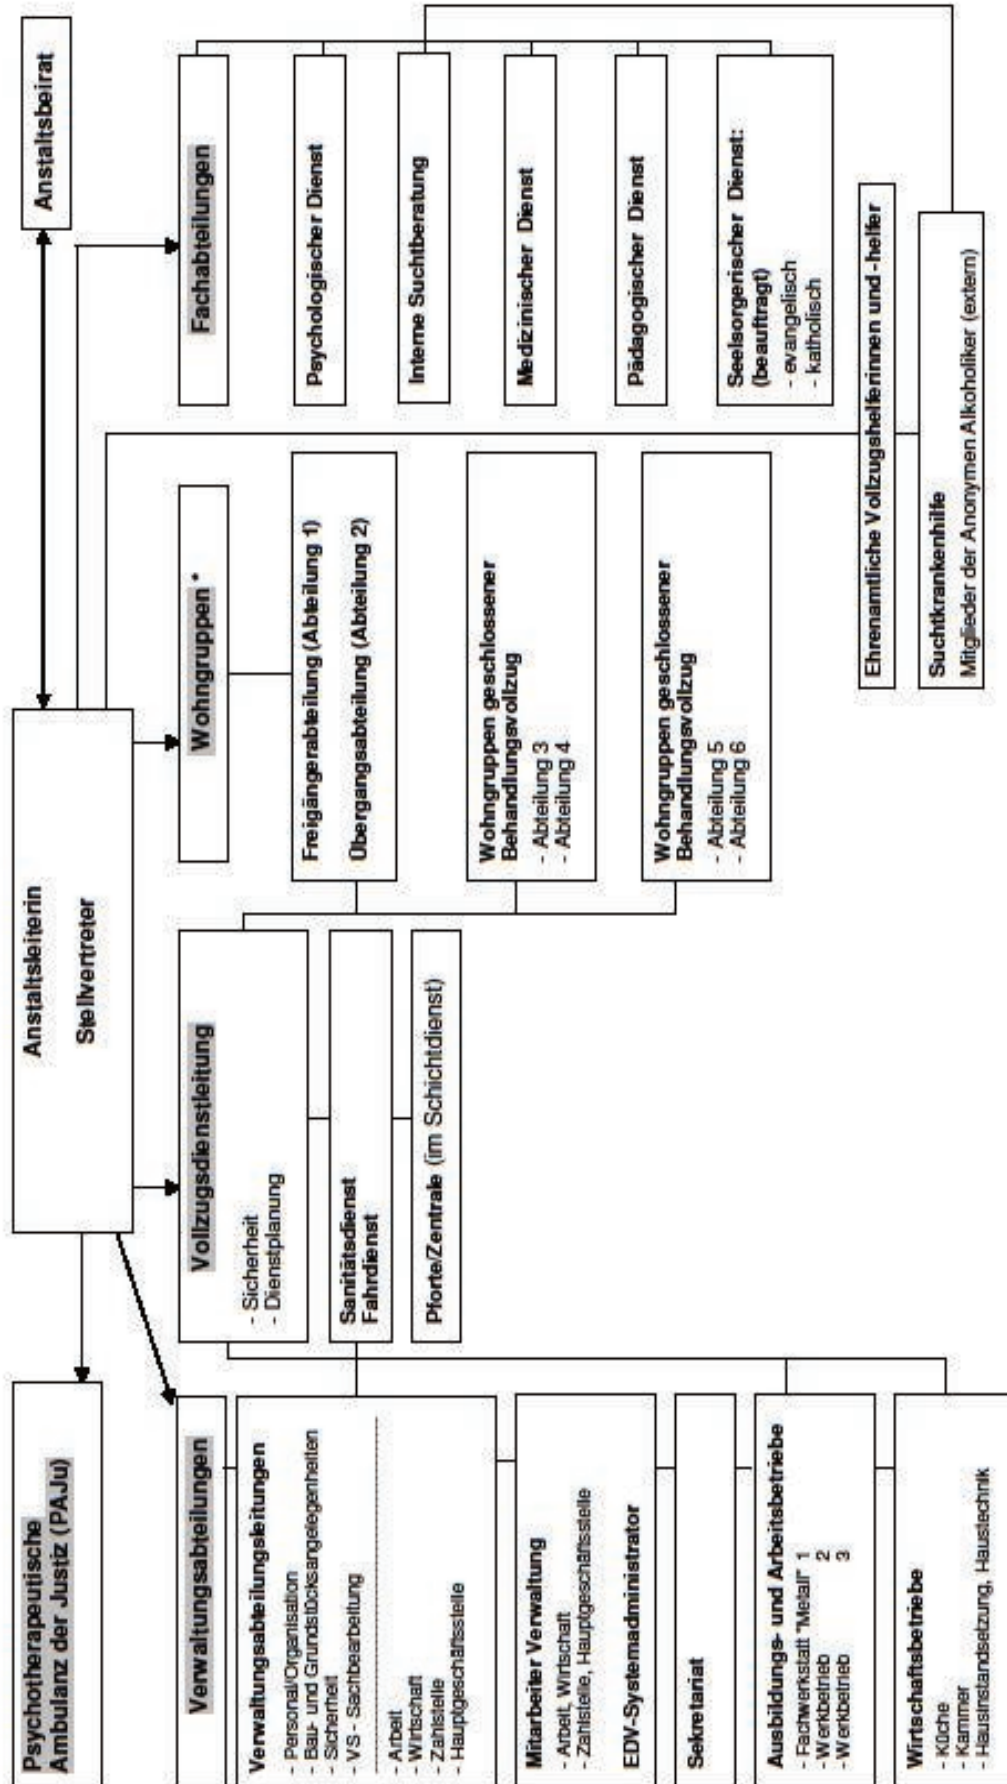 Psychotherapeutische
Ambulanz der Justiz (PAJu)
Anstaltsleiterin
Stellvertreter
Anstaltsbeirat
Verwaltungsabteilungen
Verwaltungsabteilungsleitungen
- Personal/Organisation
- Bau- und Grundstücksangelegenheiten
- Sicherheit
- VS - Sachbearbeitung
- Arbeit
- Wirtschaft
- Zahlstelle
- Hauptgeschäftsstelle
Mitarbeiter Verwaltung
- Arbeit, Wirtschaft
- Zahlstelle, Hauptgeschäftsstelle
EDV-Systemadministrator
Sekretariat
Ausbildungs- und Arbeitsbetriebe
- Fachwerkstatt "Metall" 1
- Werkbetrieb 2
- Werkbetrieb 3
Wirtschaftsbetriebe
- Küche
- Kammer
- Hausinstandsetzung, Haustechnik
Vollzugsdienstleitung
- Sicherheit
- Dienstplanung
Sanitätsdienst
Fahrdienst
Pforte/Zentrale (im Schichtdienst)
Wohngruppen *
Freigängerabteilung (Abteilung 1)
Übergangsabteilung (Abteilung 2)
Wohngruppen geschlossener
Behandlungsvollzug
- Abteilung 3
- Abteilung 4
Wohngruppen geschlossener
Behandlungsvollzug
- Abteilung 5
- Abteilung 6
Fachabteilungen
Psychologischer Dienst
Interne Suchtberatung
Medizinischer Dienst
Pädagogischer Dienst
Seelsorgerischer Dienst:
(beauftragt)
- evangelisch
- katholisch
Ehrenamtliche Vollzugshelferinnen und -helfer
Suchtkrankenhilfe
Mitglieder der Anonymen Alkoholiker (extern)